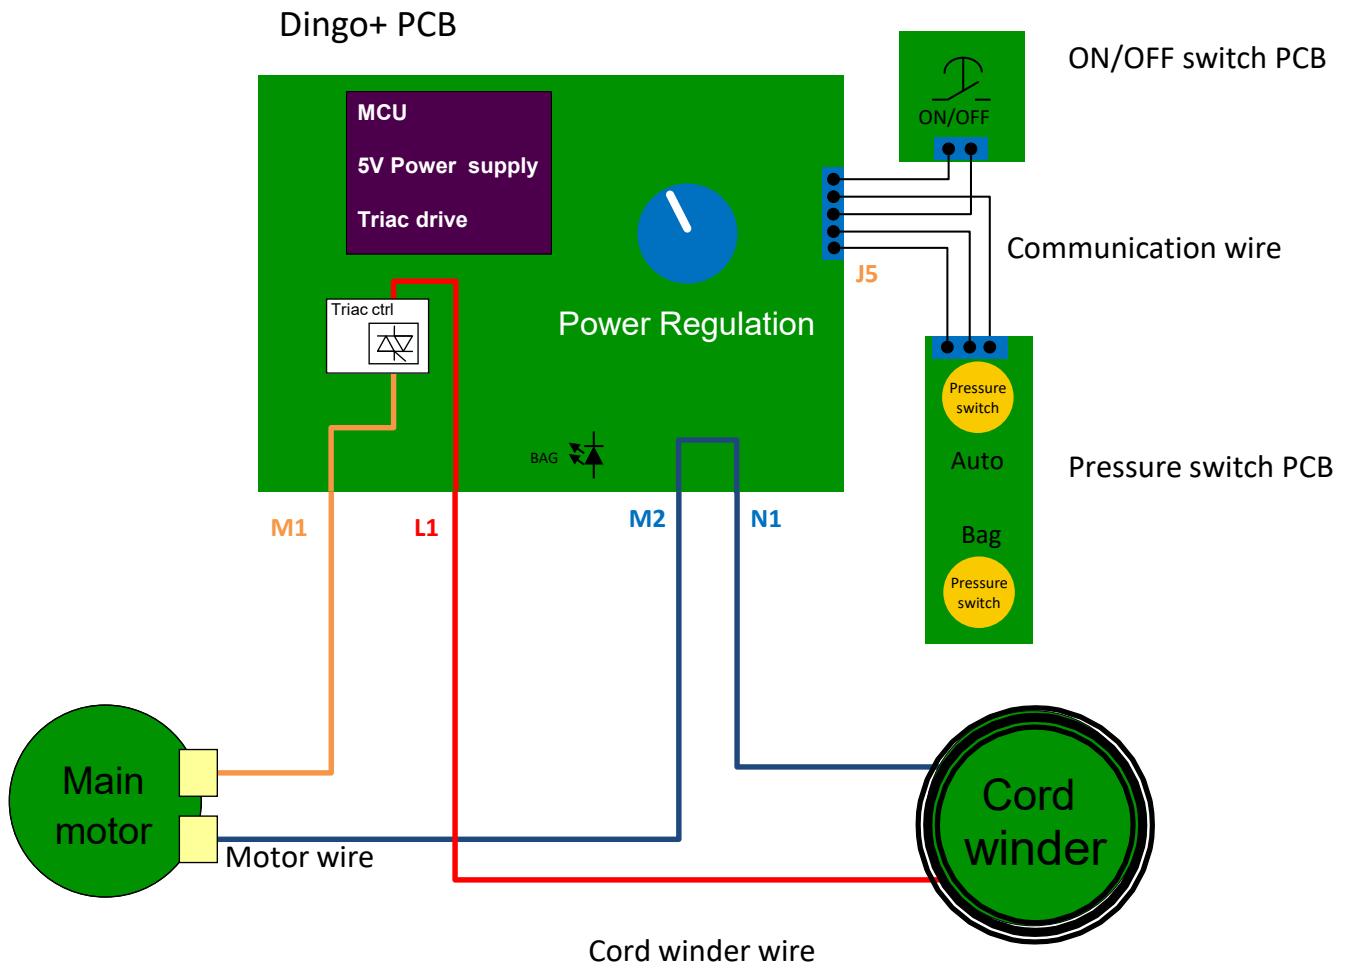 Dingo+ PCB
ON/OFF switch PCB
MCU
5V Power supply
Triac drive
ON/OFF
Communication wire
J5
Triac ctrl
Power Regulation
Pressure
switch
Auto
Pressure switch PCB
BAG
M1
L1
M2
N1
Bag
Pressure
switch
Main
motor
Motor wire
Cord
winder
Cord winder wire